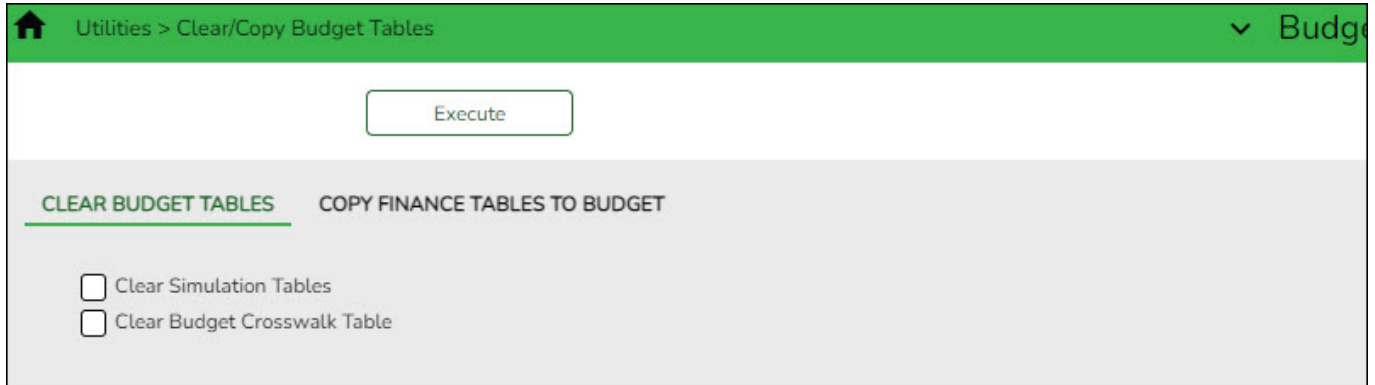 Utilities > Clear/Copy Budget Tables
Execute
CLEAR BUDGET TABLES COPY FINANCE TABLES TO BUDGET
Clear Simulation Tables
Clear Budget Crosswalk Table